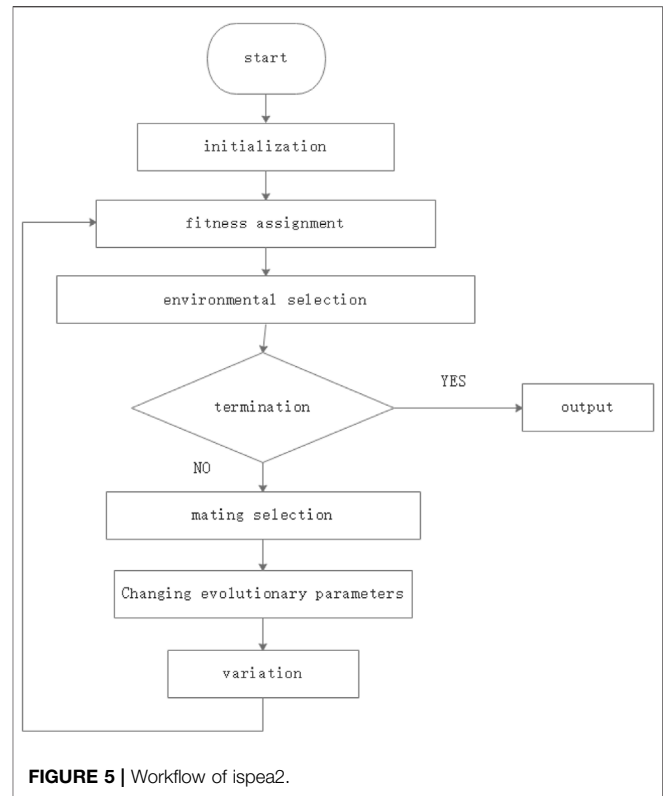 start
initialization
fitness assignment
environmental selection
termination
YES
output
NO
mating selection
Changing evolutionary parameters
variation
FIGURE 5 | Workflow of ispea2.